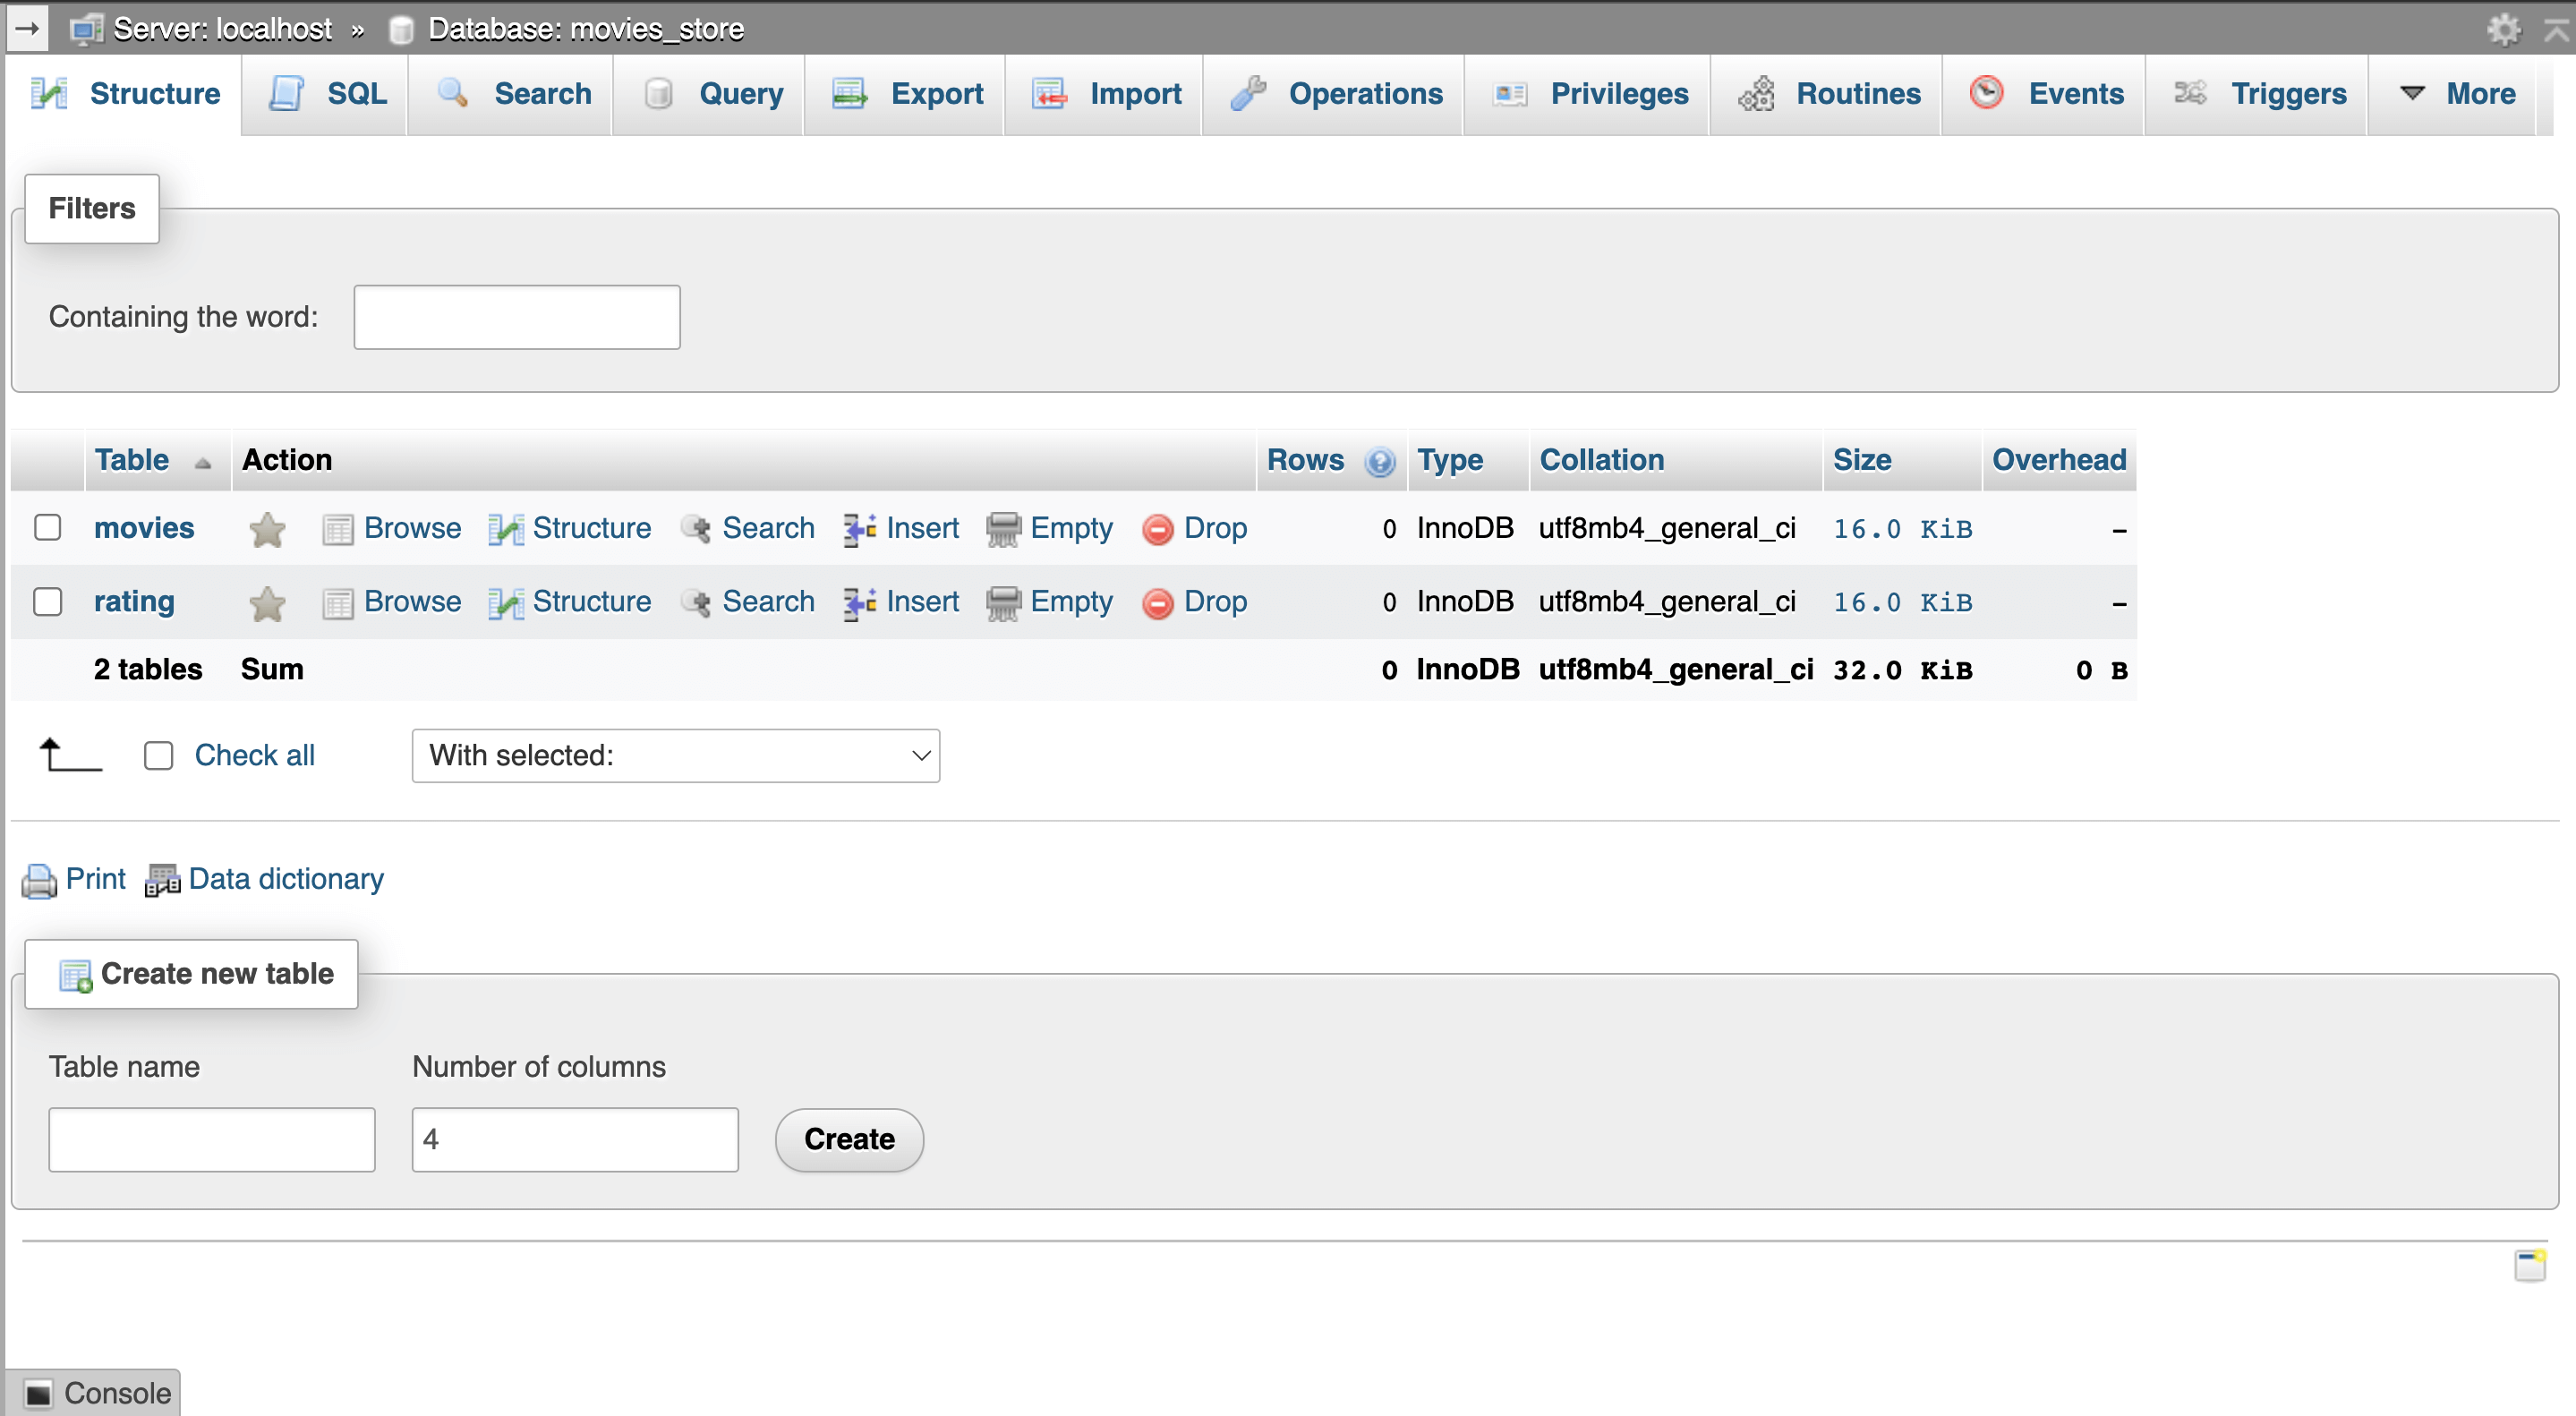 Server: localhost » Database: movies_store
Structure SQL Search Query Export Import Operations Privileges Routines Events Triggers More
Filters
Containing the word:
Table Action Rows ? Type Collation Size Overhead
movies Browse Structure Search Insert Empty Drop 0 InnoDB utf8mb4_general_ci 16.0 KiB –
rating Browse Structure Search Insert Empty Drop 0 InnoDB utf8mb4_general_ci 16.0 KiB –
2 tables Sum 0 InnoDB utf8mb4_general_ci 32.0 KiB 0 B
Check all With selected:
Print Data dictionary
Create new table
Table name Number of columns
4 Create
Console